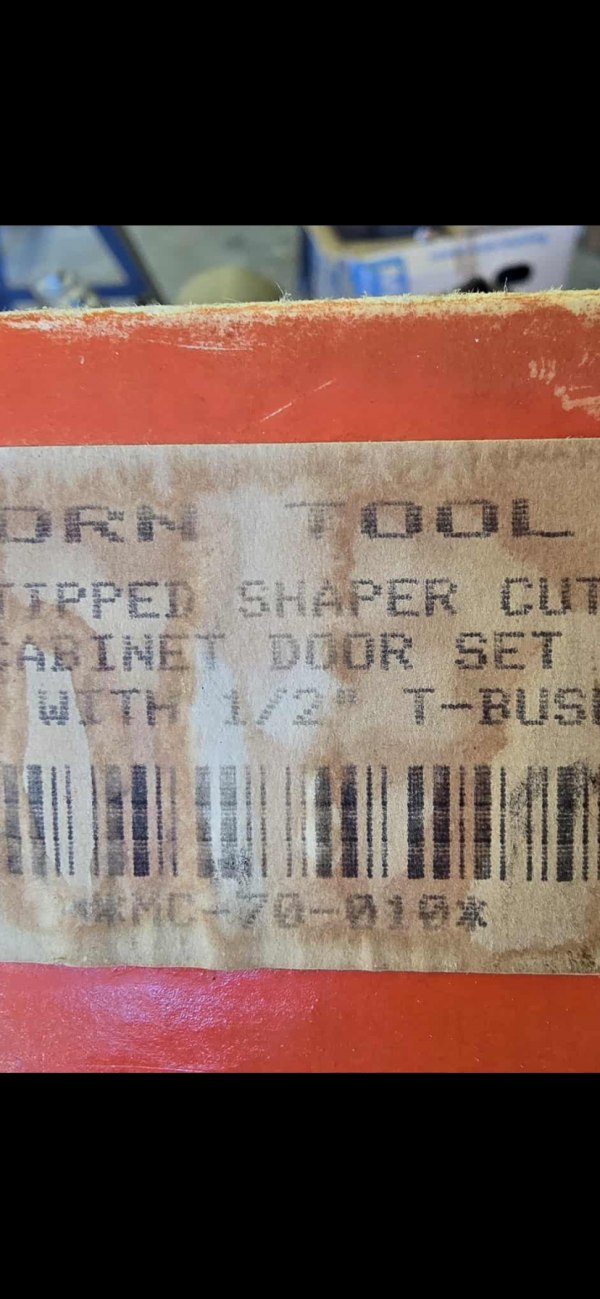 ORN TOOL
TIPPED SHAPER CUT
CABINET DOOR SET
WITH 1/2" T-BUS
*MC-70-010*